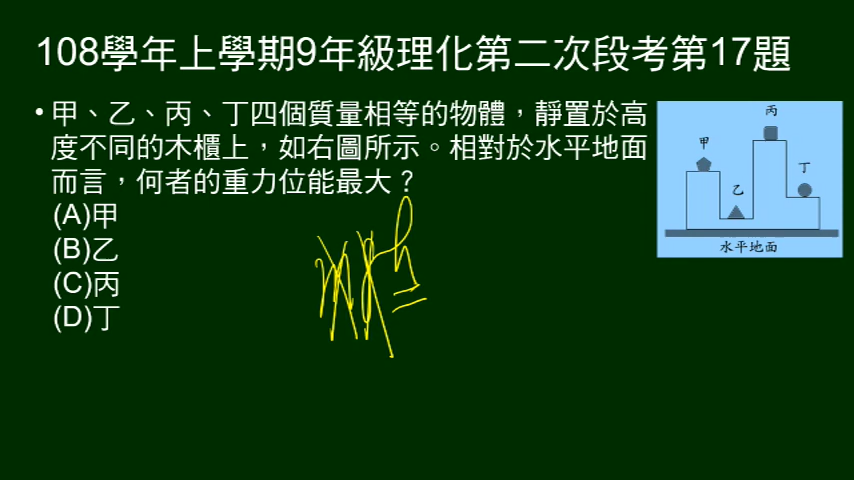 108學年上學期9年級理化第二次段考第17題
• 甲、乙、丙、丁四個質量相等的物體，靜置於高
度不同的木櫃上，如右圖所示。相對於水平地面
而言，何者的重力位能最大？
(A)甲
(B)乙
(C)丙
(D)丁
丙
甲
丁
乙
水平地面